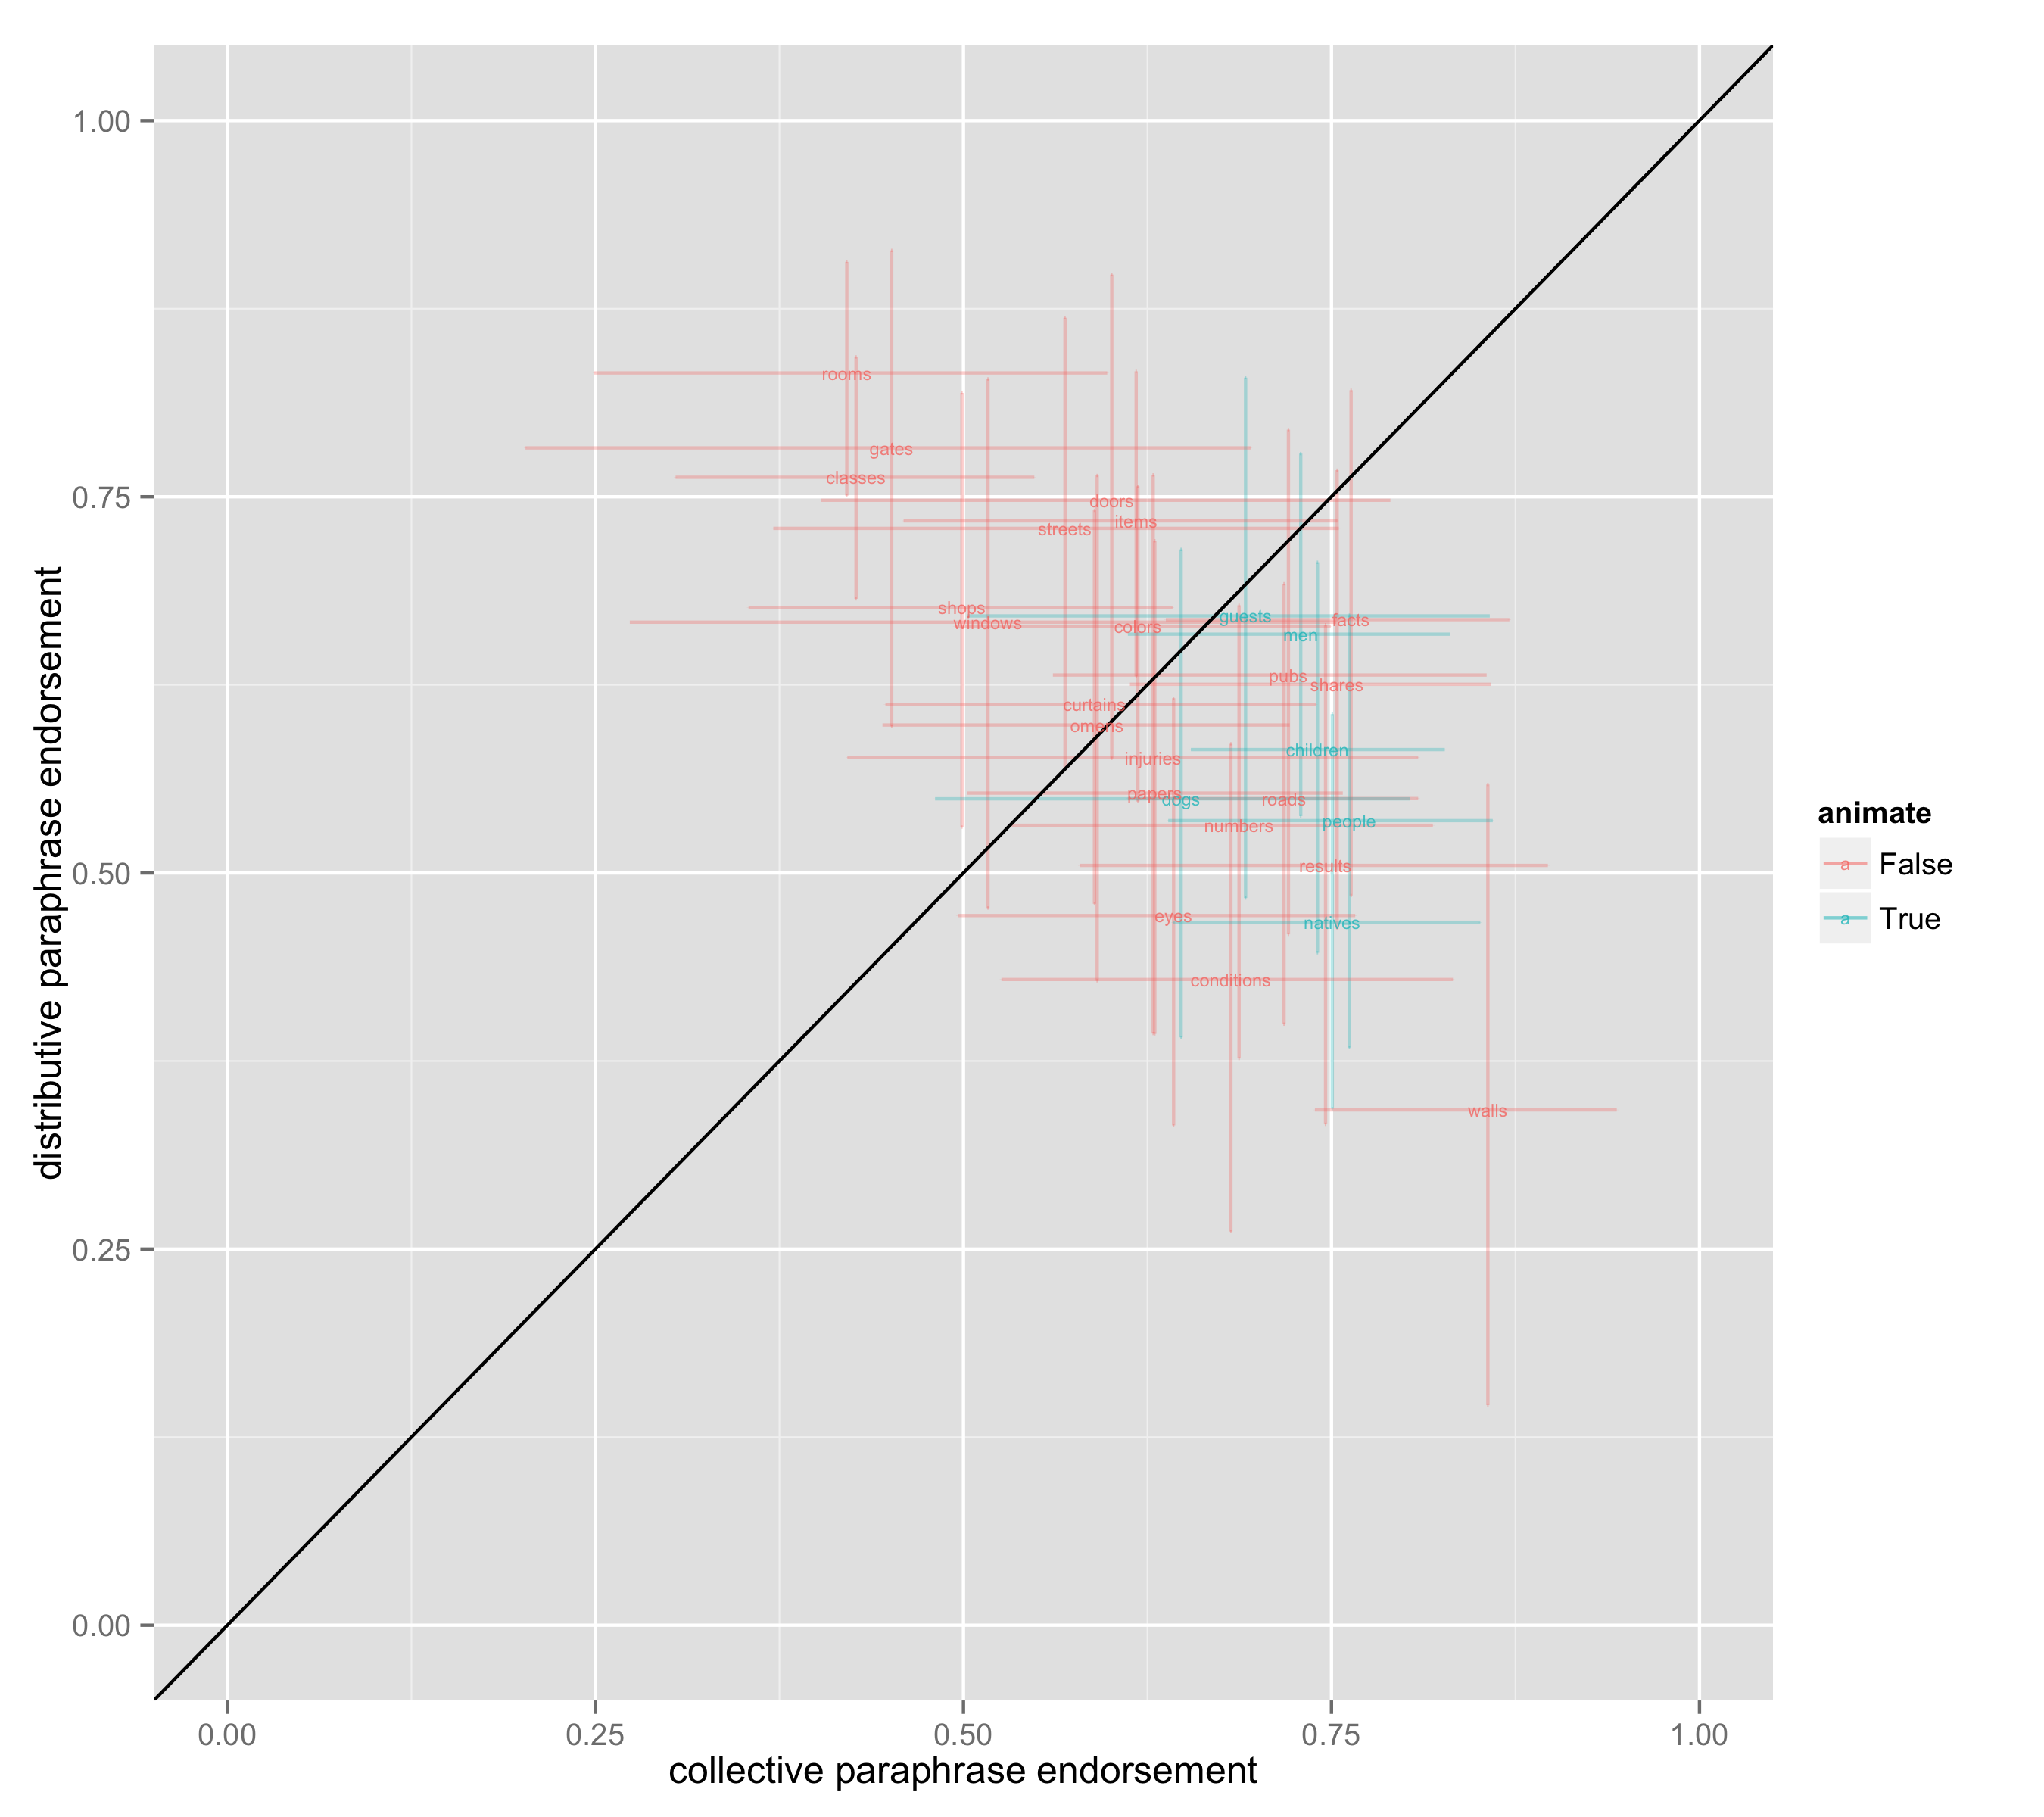 1.00
0.75
0.50
0.25
0.00
distributive paraphrase endorsement
rooms
gates
classes
doors
items
streets
shops
windows
colors
guests
facts
men
pubs
shares
curtains
omens
children
injuries
papers
dogs
roads
people
numbers
results
eyes
natives
conditions
walls
0.00
0.25
0.50
0.75
1.00
collective paraphrase endorsement
animate
a False
a True